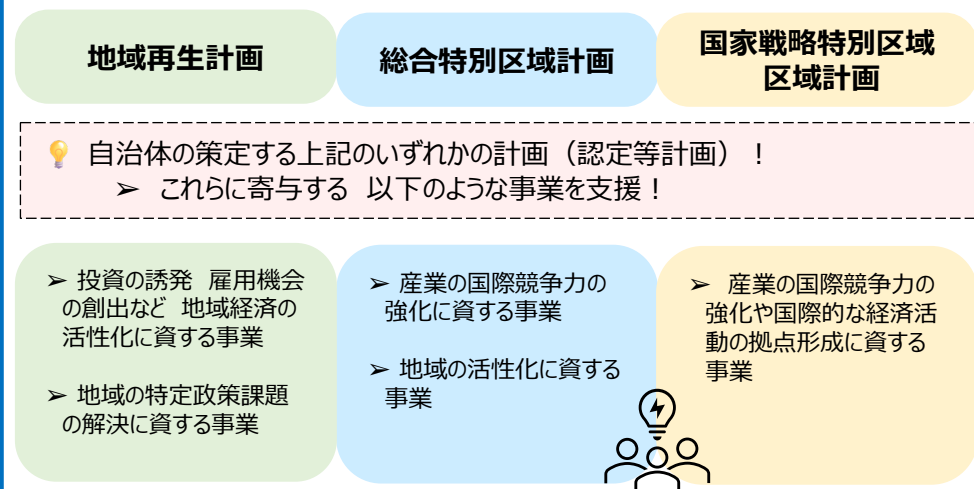 地域再生計画
総合特別区域計画
国家戦略特別区域
区域計画
自治体の策定する上記のいずれかの計画（認定等計画）！
➢ これらに寄与する 以下のような事業を支援！
➢ 投資の誘発 雇用機会
の創出など 地域経済の
活性化に資する事業
➢ 地域の特定政策課題
の解決に資する事業
➢ 産業の国際競争力の
強化に資する事業
➢ 地域の活性化に資する
事業
➢ 産業の国際競争力の
強化や国際的な経済活
動の拠点形成に資する
事業